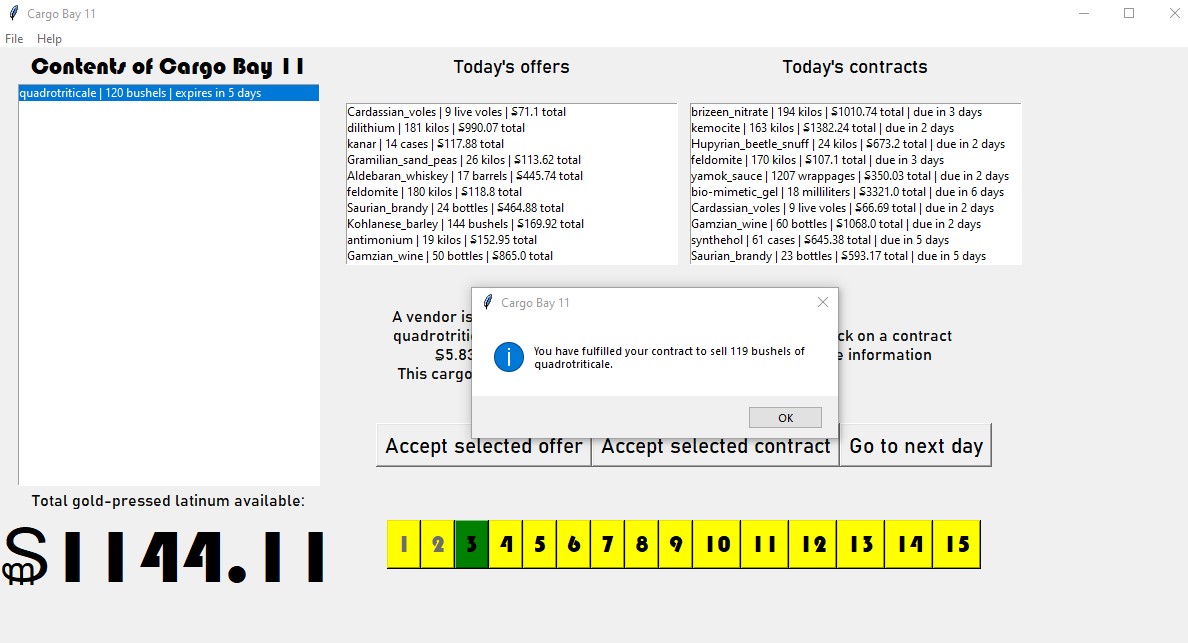 Cargo Bay 11
File Help
Contents of Cargo Bay 11
quadrotriticale | 120 bushels | expires in 5 days
Total gold-pressed latinum available:
S̶m1144.11
Today's offers
Cardassian_voles | 9 live voles | S̶71.1 total
dilithium | 181 kilos | S̶990.07 total
kanar | 14 cases | S̶117.88 total
Gramilian_sand_peas | 26 kilos | S̶113.62 total
Aldebaran_whiskey | 17 barrels | S̶445.74 total
feldomite | 180 kilos | S̶118.8 total
Saurian_brandy | 24 bottles | S̶464.88 total
Kohlanese_barley | 144 bushels | S̶169.92 total
antimonium | 19 kilos | S̶152.95 total
Gamzian_wine | 50 bottles | S̶865.0 total
Today's contracts
brizeen_nitrate | 194 kilos | S̶1010.74 total | due in 3 days
kemocite | 163 kilos | S̶1382.24 total | due in 2 days
Hupyrian_beetle_snuff | 24 kilos | S̶673.2 total | due in 2 days
feldomite | 170 kilos | S̶107.1 total | due in 3 days
yamok_sauce | 1207 wrappages | S̶350.03 total | due in 2 days
bio-mimetic_gel | 18 milliliters | S̶3321.0 total | due in 6 days
Cardassian_voles | 9 live voles | S̶66.69 total | due in 2 days
Gamzian_wine | 60 bottles | S̶1068.0 total | due in 2 days
synthehol | 61 cases | S̶645.38 total | due in 5 days
Saurian_brandy | 23 bottles | S̶593.17 total | due in 5 days
A vendor is
quadrotriti
S̶5.83
This cargo
on a contract
information
Cargo Bay 11
You have fulfilled your contract to sell 119 bushels of
quadrotriticale.
OK
Accept selected offer Accept selected contract Go to next day
1 2 3 4 5 6 7 8 9 10 11 12 13 14 15